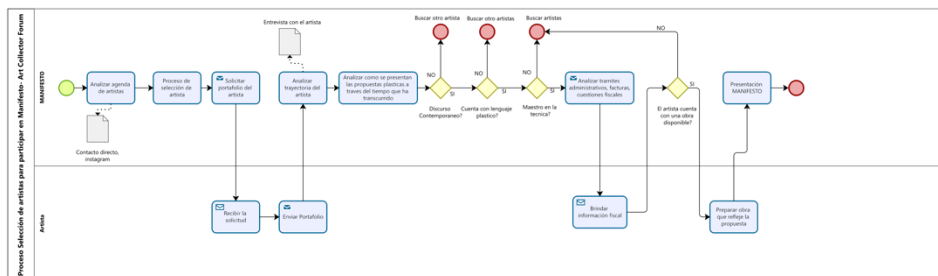 Proceso Selección de artistas para participar en Manifesto- Art Collector Forum
MANIFESTO
Analizar agenda
de artistas
Contacto directo,
instagram
Proceso de
selección de
artista
Solicitar
portafolio del
artista
Entrevista con el artista
Analizar
trayectoria del
artista
Analizar como se presentan
las propuestas plasticas a
traves del tiempo que ha
transcurrido
Buscar otro artista
NO
SI
Discurso
Contemporaneo?
Buscar otro artistas
NO
SI
Cuenta con lenguaje
plastico?
Buscar artistas
NO
SI
Maestro en la
tecnica?
Analizar tramites
administrativos, facturas,
cuestiones fiscales
NO
SI
El artista cuenta
con una obra
disponible?
Presentación
MANIFESTO
Artista
Recibir la
solicitud
Enviar Portafolio
Brindar
información fiscal
Preparar obra
que refleje la
propuesta